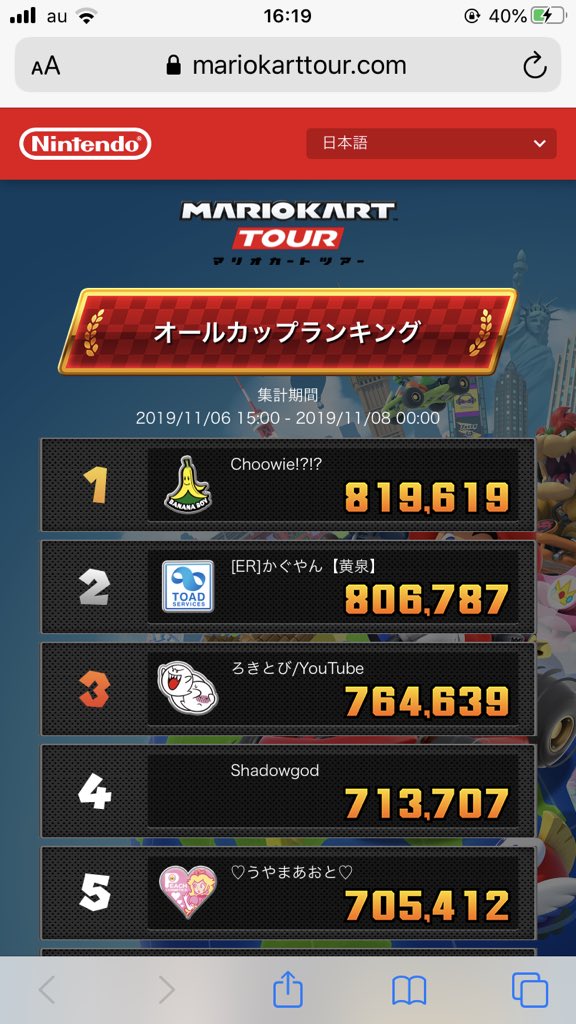 au 16:19 40%
AA mariokarttour.com
Nintendo
日本語
MARIOKART
TOUR
マリオカートツアー
オールカップランキング
集計期間
2019/11/06 15:00 - 2019/11/08 00:00
1 BANANA BOY Choowie!?!? 819,619
2 TOAD SERVICES [ER]かぐやん【黄泉】 806,787
3 ろきとび/YouTube 764,639
4 Shadowgod 713,707
5 PEACH ♡うやまあおと♡ 705,412